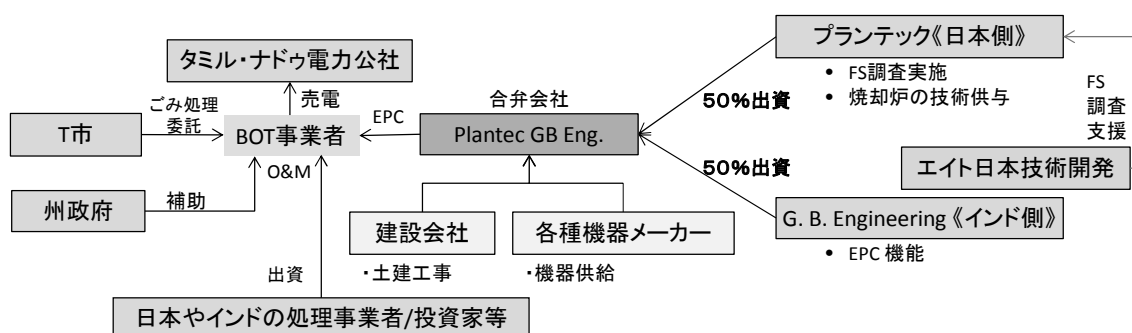 プランテック《日本側》
タミル・ナドゥ電力公社
• FS調査実施
• 焼却炉の技術供与
売電
合弁会社
50%出資
FS
調査
支援
ごみ処理
委託
EPC
T市
BOT事業者
Plantec GB Eng.
O&M
50%出資
エイト日本技術開発
州政府
補助
建設会社
各種機器メーカー
G. B. Engineering《インド側》
• EPC 機能
・土建工事
・機器供給
出資
日本やインドの処理事業者/投資家等